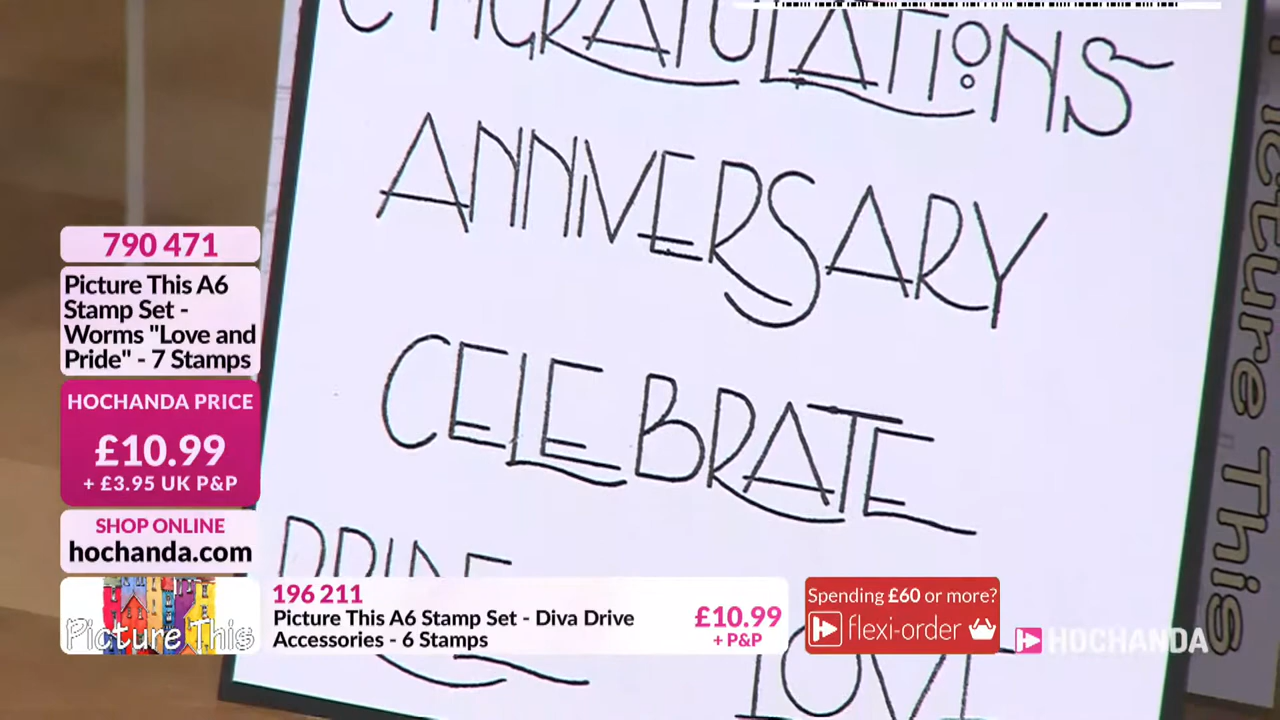 CONGRATULATIONS
ANNIVERSARY
CELEBRATE
PRIDE
LOVE
Picture This
790 471
Picture This A6
Stamp Set -
Worms "Love and
Pride" - 7 Stamps
HOCHANDA PRICE
£10.99
+ £3.95 UK P&P
SHOP ONLINE
hochanda.com
Picture This
196 211
Picture This A6 Stamp Set - Diva Drive
Accessories - 6 Stamps
£10.99
+ P&P
Spending £60 or more?
flexi-order
HOCHANDA